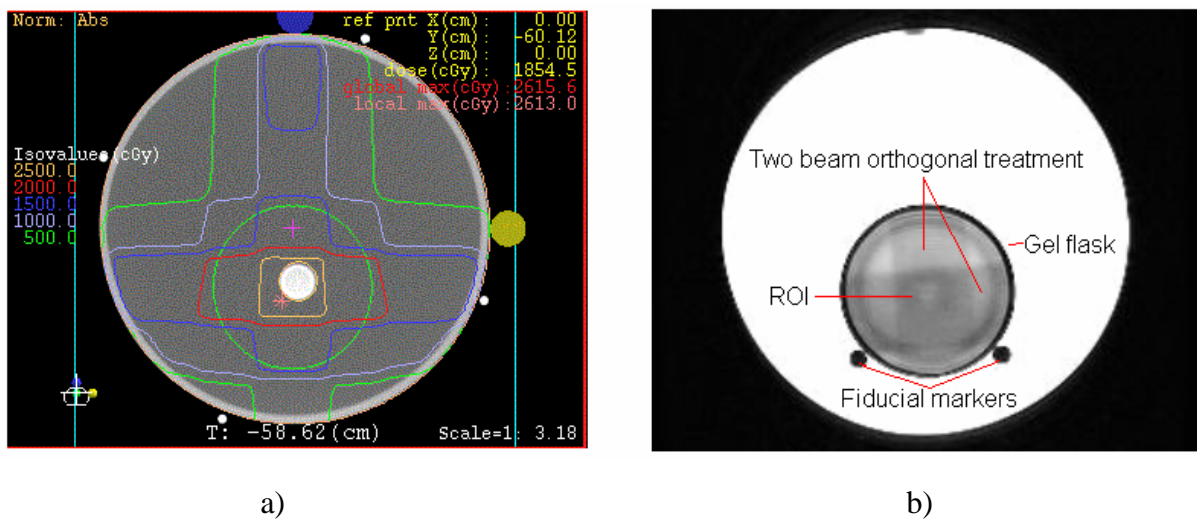 Norm: Abs
ref pnt X(cm): 0.00
Y(cm): -60.12
Z(cm): 0.00
dose(cGy): 1854.5
global max(cGy):2615.6
local max(cGy):2613.0
Isovalues(cGy)
2500.0
2000.0
1500.0
1000.0
500.0
T: -58.62(cm)
Scale=1: 3.18
Two beam orthogonal treatment
Gel flask
ROI
Fiducial markers
a)
b)